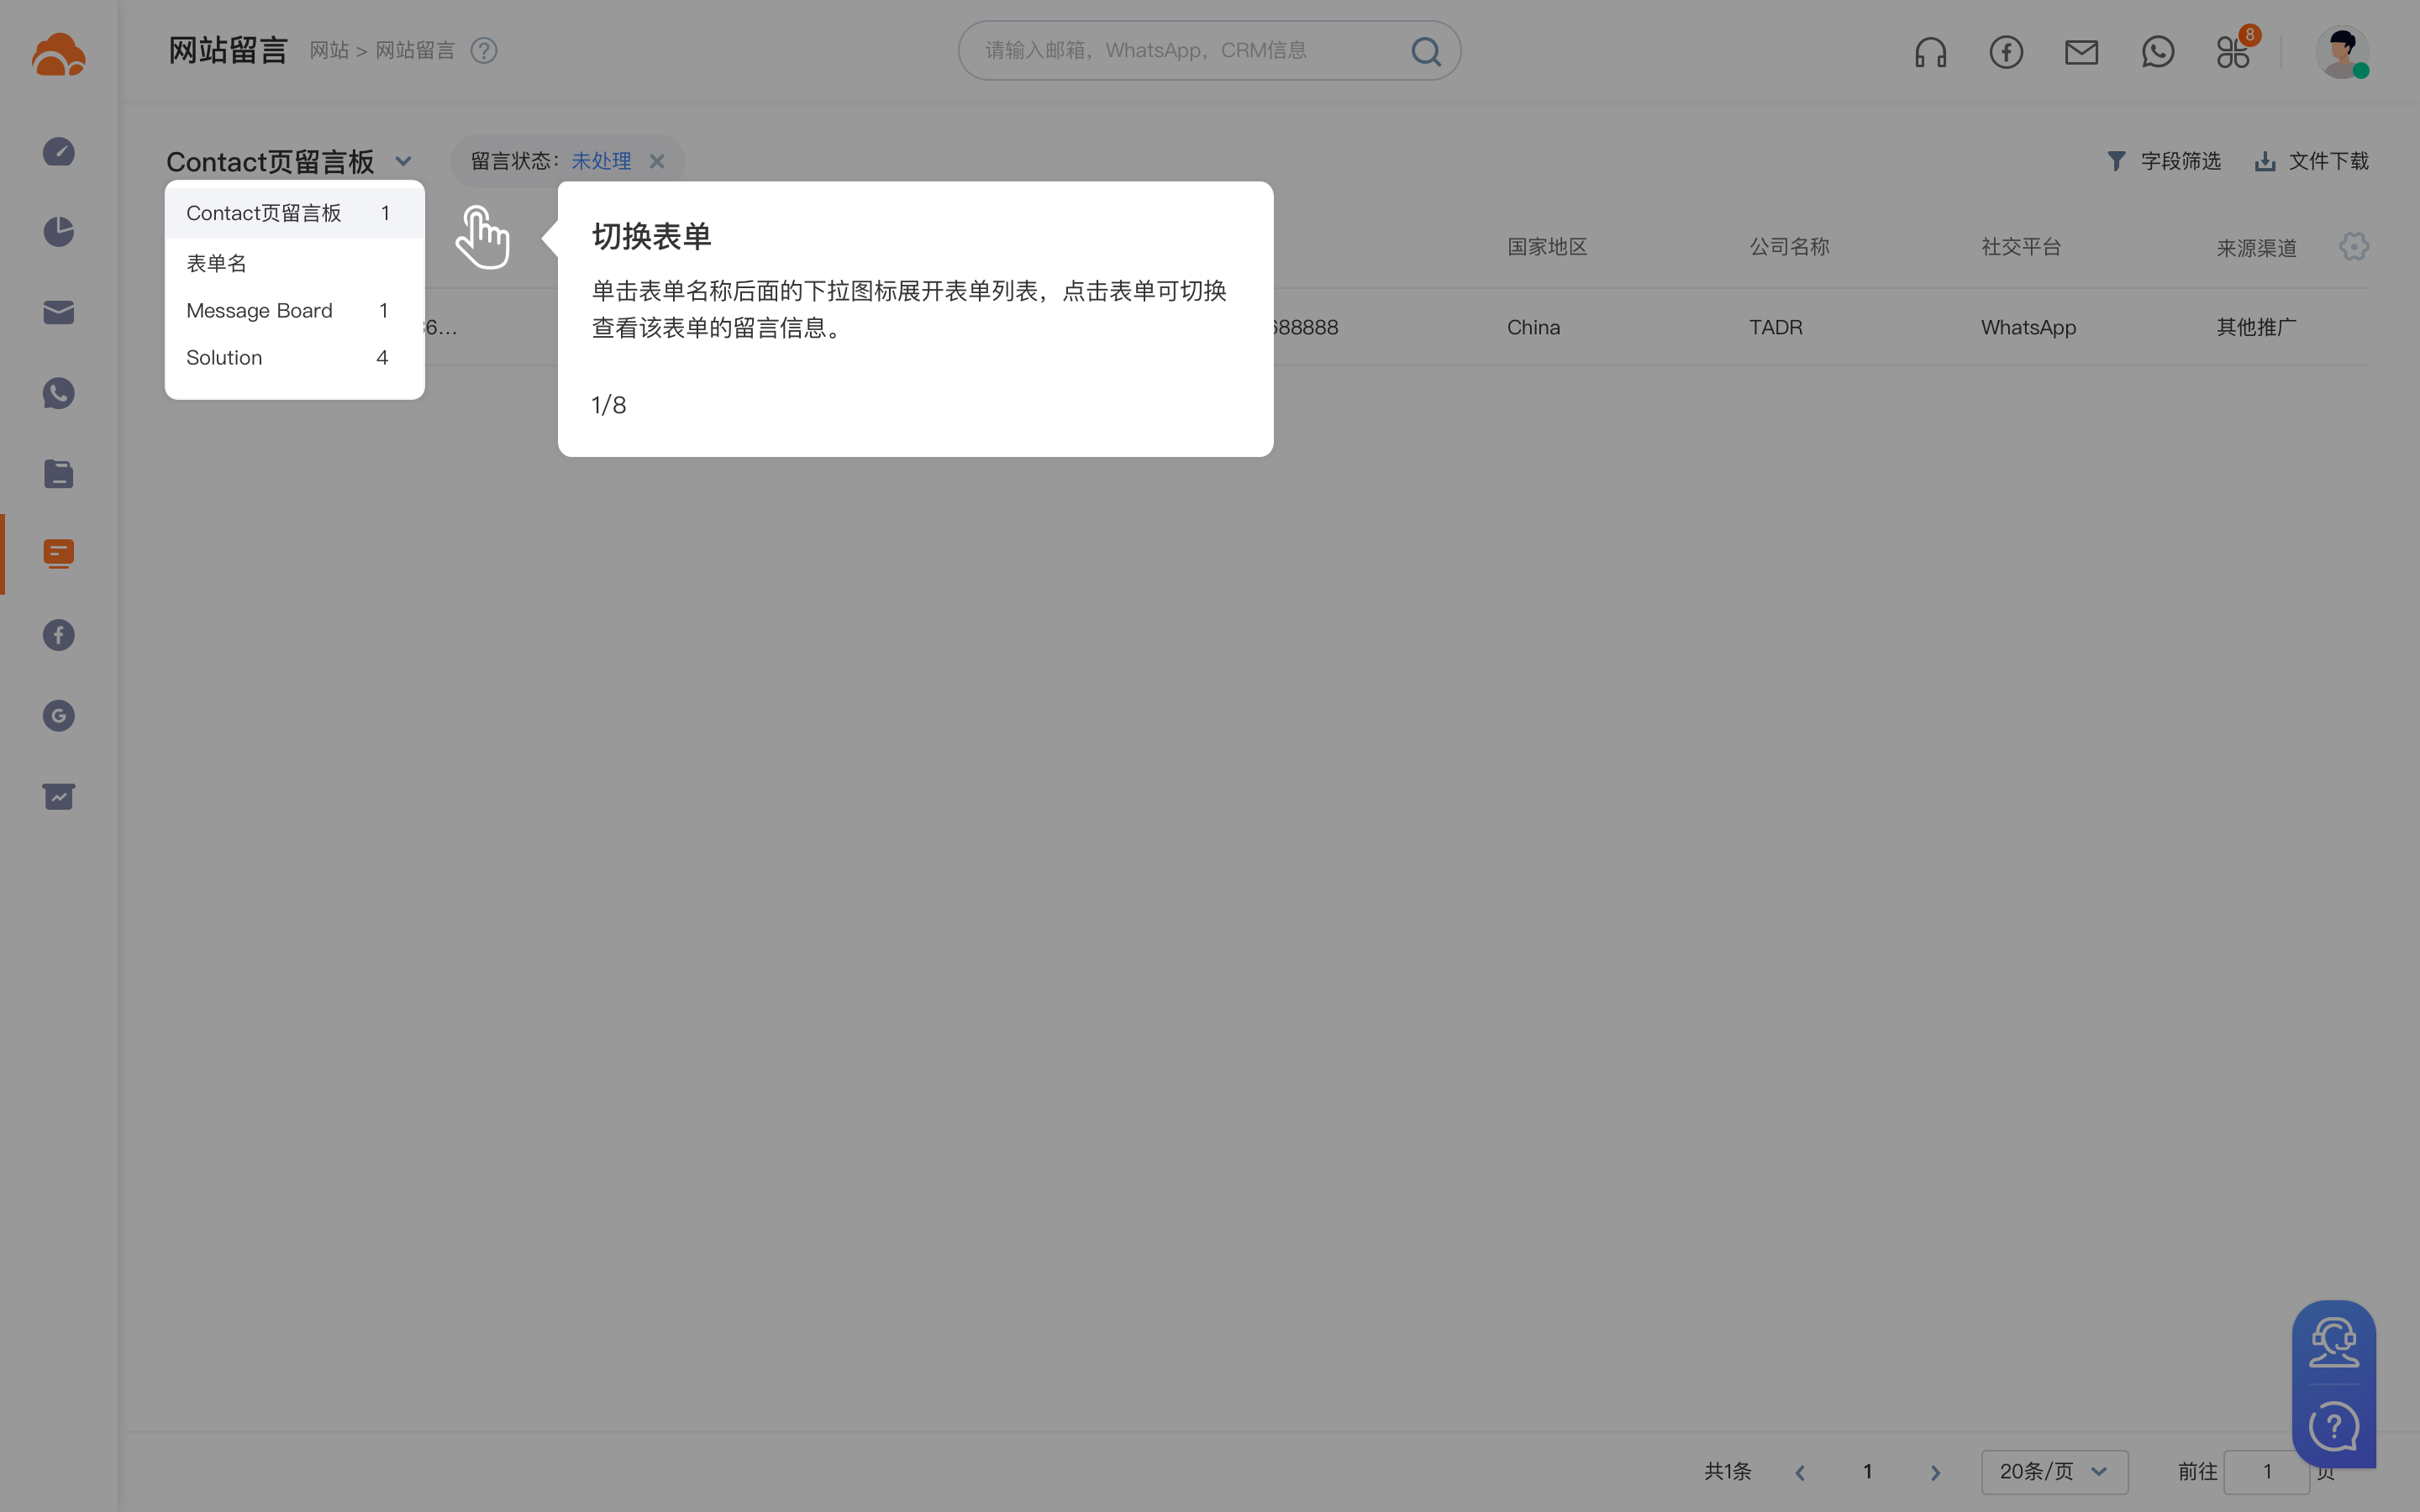 网站留言 网站 > 网站留言 ?
请输入邮箱，WhatsApp，CRM信息
8
Contact页留言板 留言状态：未处理
字段筛选 文件下载
Contact页留言板 1
表单名
Message Board 1
Solution 4
切换表单
单击表单名称后面的下拉图标展开表单列表，点击表单可切换
查看该表单的留言信息。
1/8
国家地区 公司名称 社交平台 来源渠道
6... 88888 China TADR WhatsApp 其他推广
共1条 1 20条/页 前往 1 页